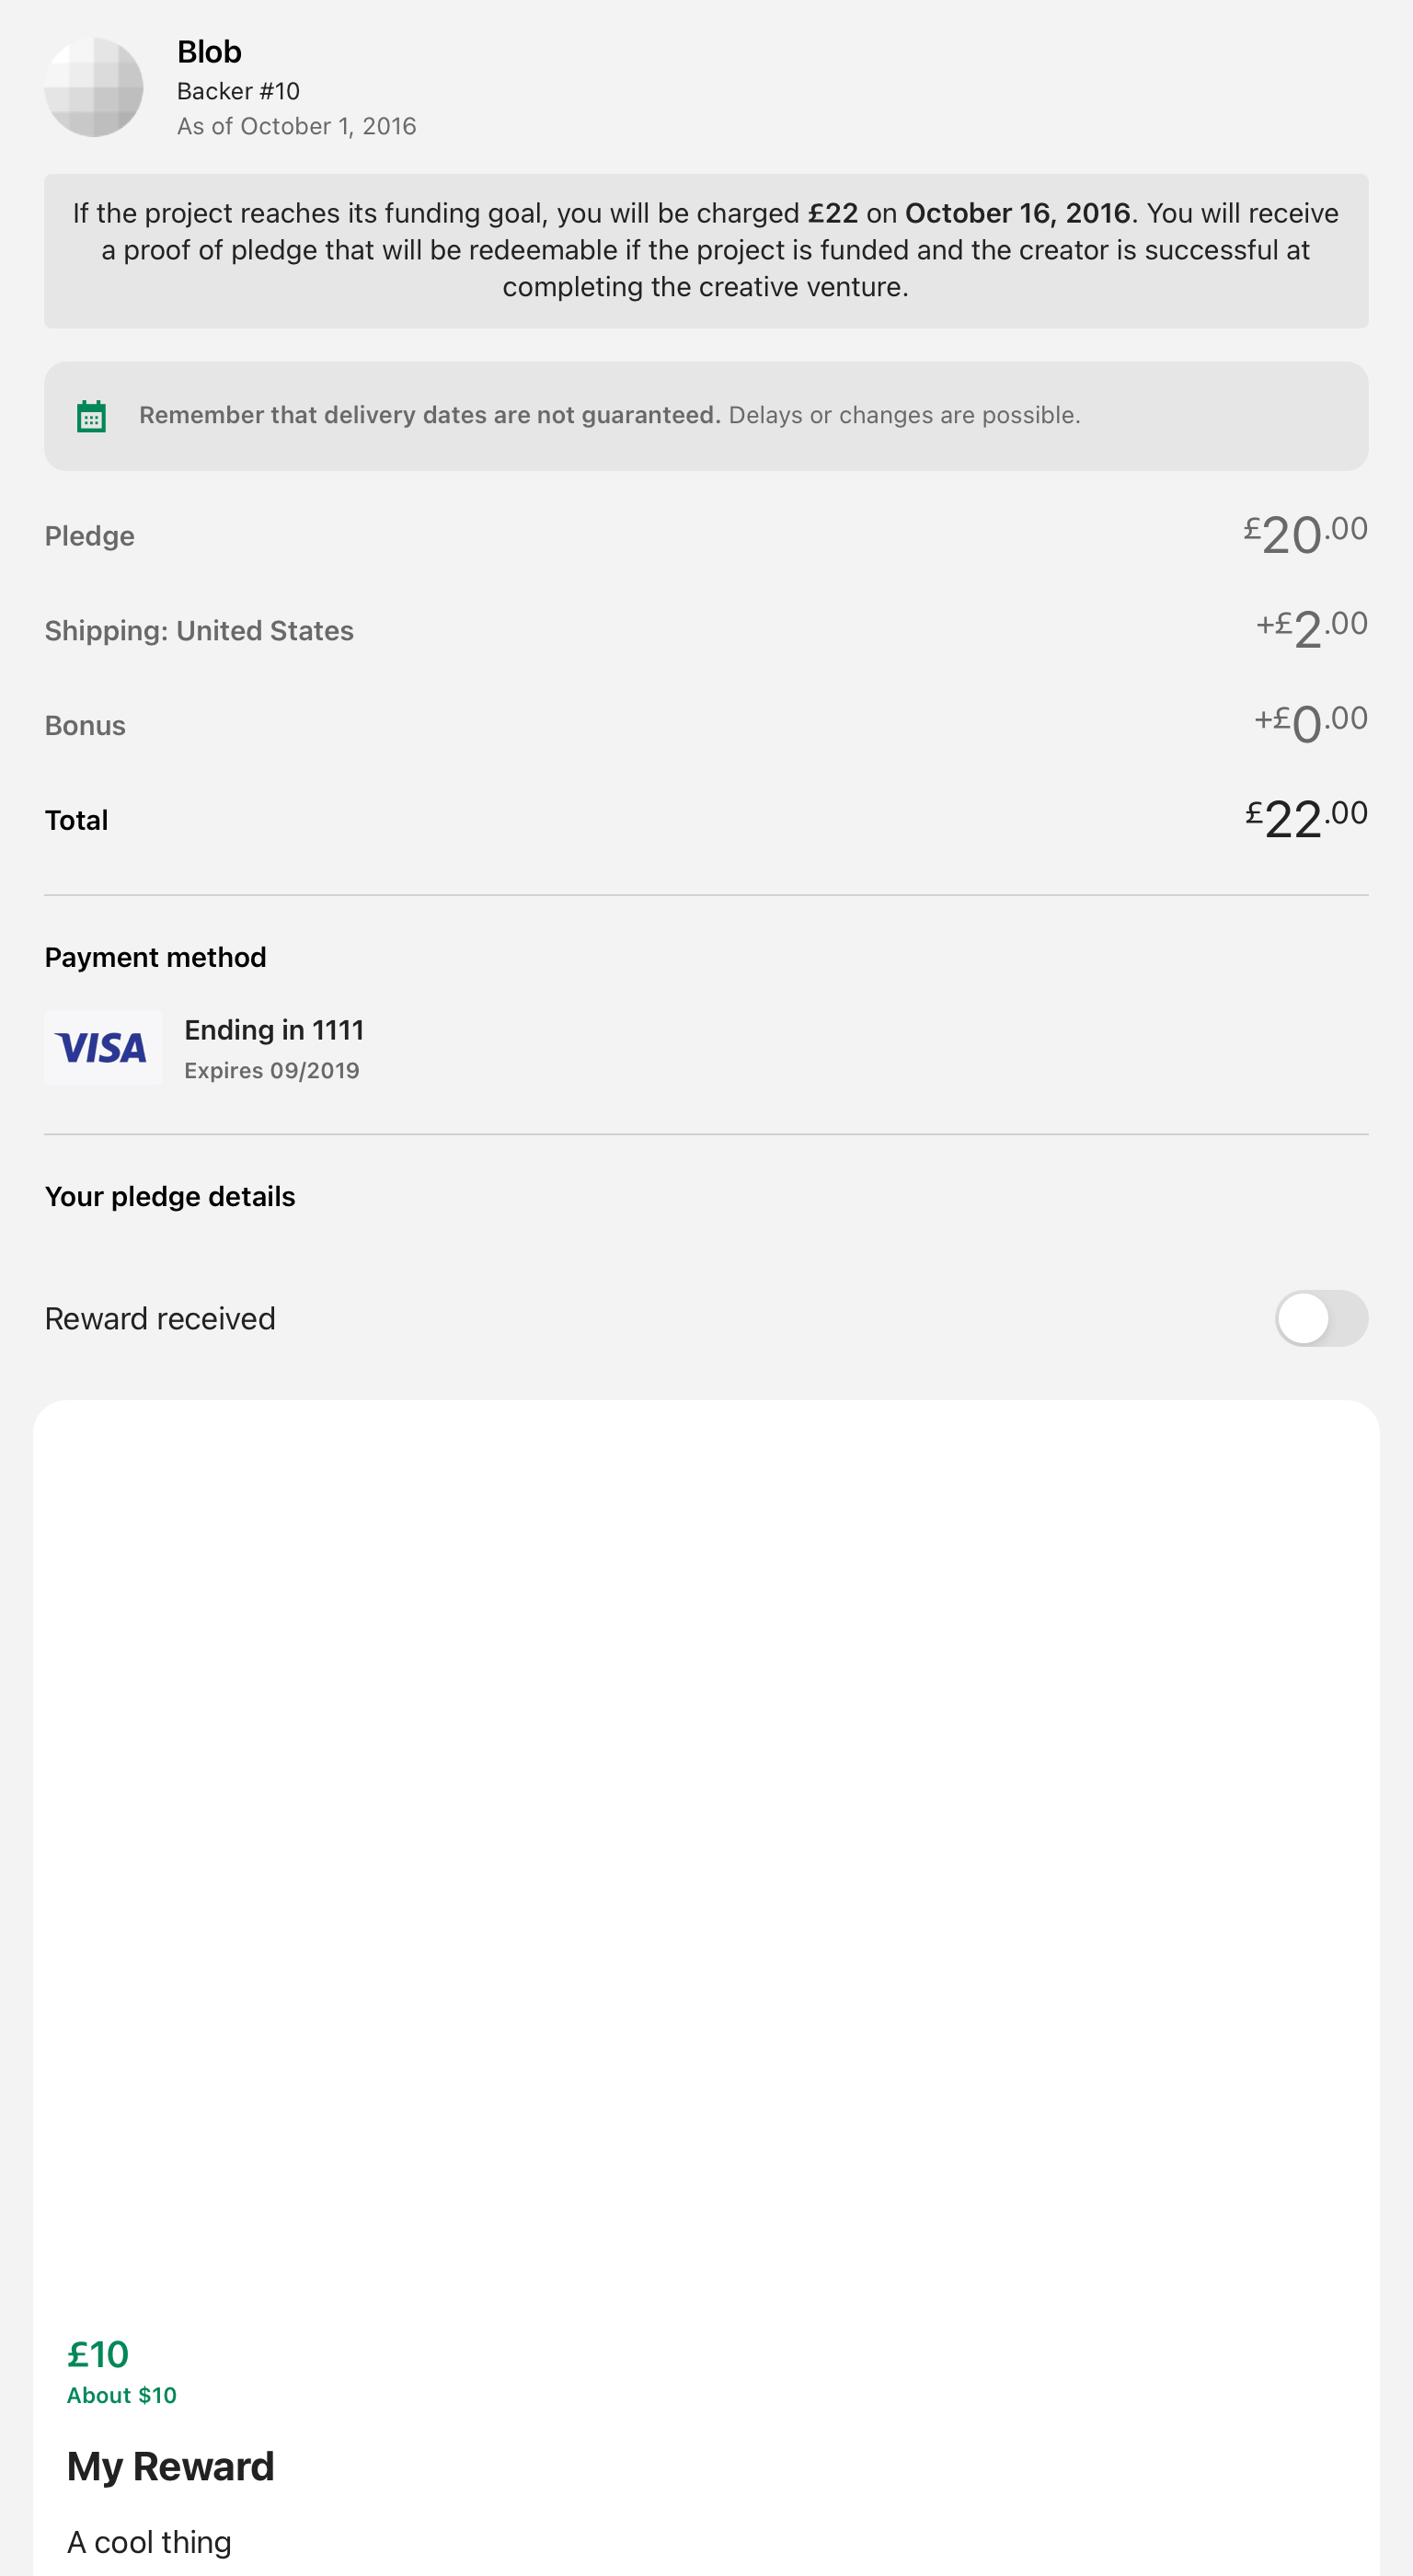 Blob
Backer #10
As of October 1, 2016
If the project reaches its funding goal, you will be charged £22 on October 16, 2016. You will receive
a proof of pledge that will be redeemable if the project is funded and the creator is successful at
completing the creative venture.
Remember that delivery dates are not guaranteed. Delays or changes are possible.
Pledge £20.00
Shipping: United States +£2.00
Bonus +£0.00
Total £22.00
Payment method
VISA Ending in 1111
Expires 09/2019
Your pledge details
Reward received
£10
About $10
My Reward
A cool thing